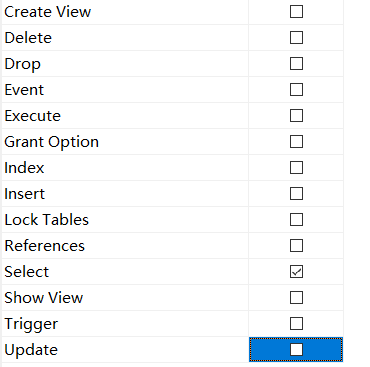 Create View
Delete
Drop
Event
Execute
Grant Option
Index
Insert
Lock Tables
References
Select
Show View
Trigger
Update